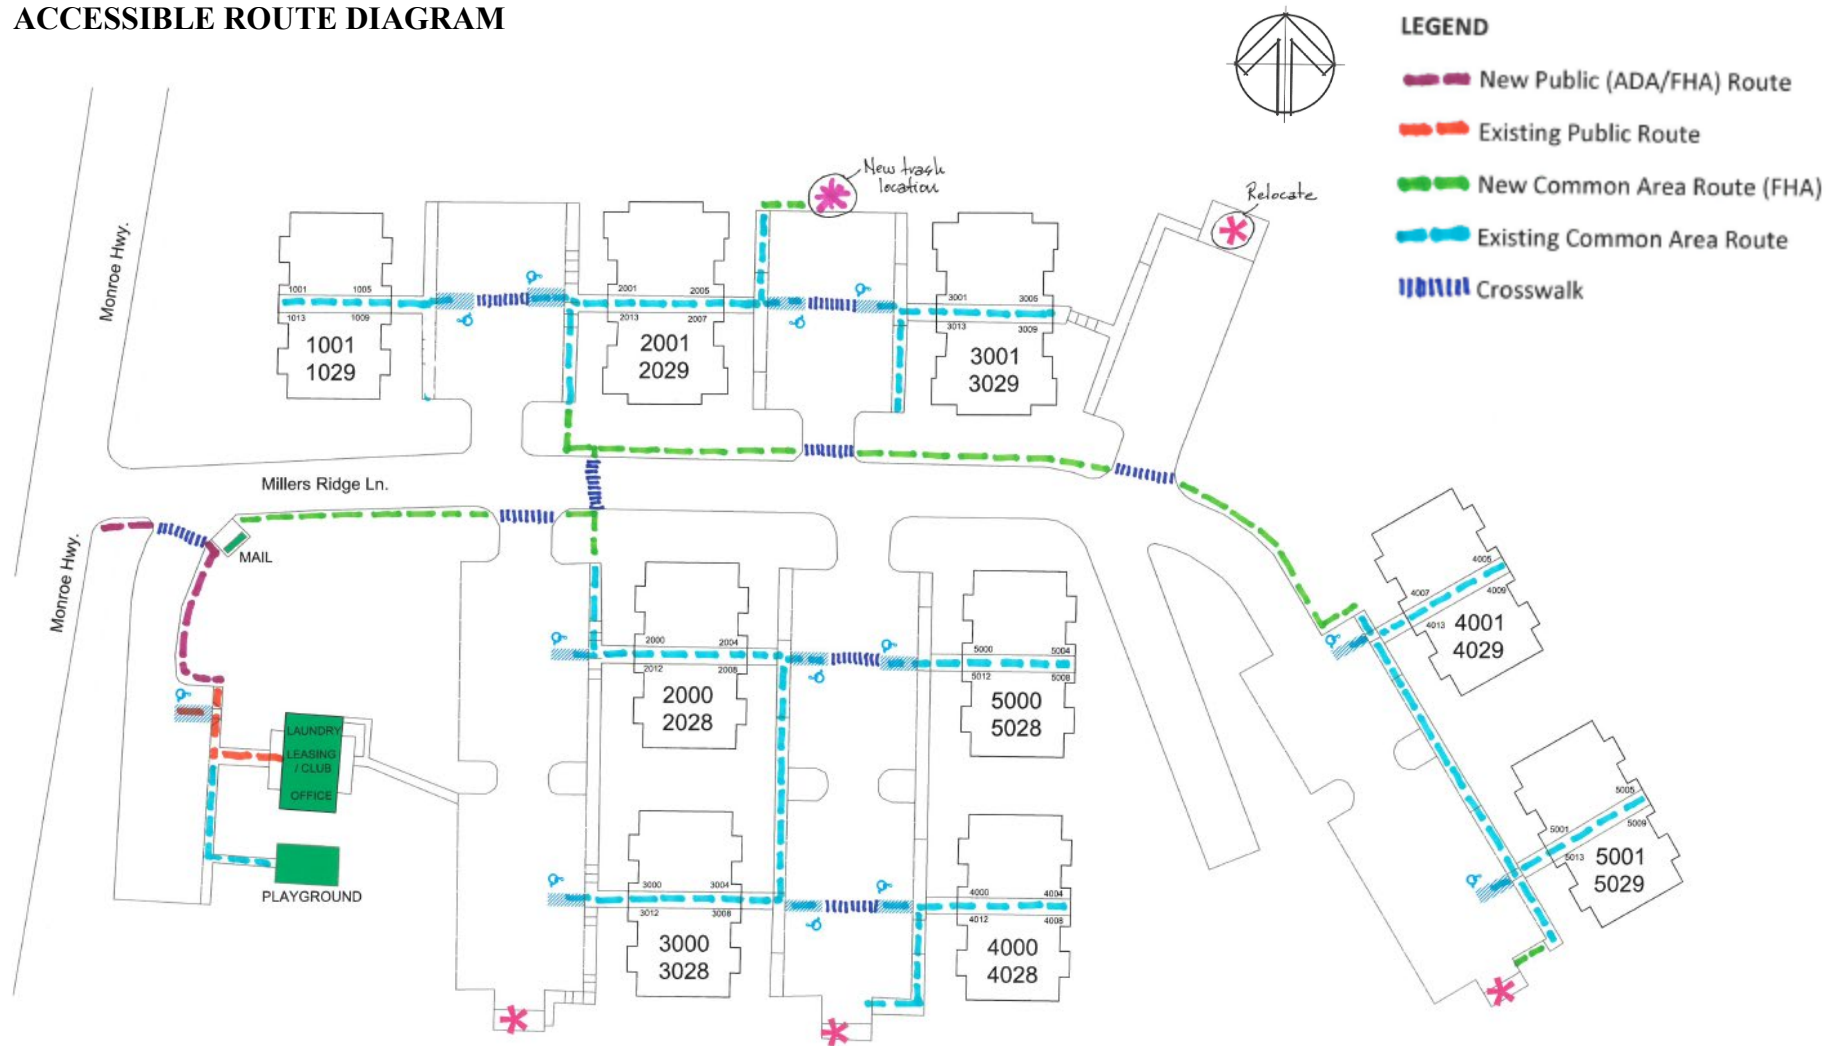 ACCESSIBLE ROUTE DIAGRAM
LEGEND
New Public (ADA/FHA) Route
Existing Public Route
New Common Area Route (FHA)
Existing Common Area Route
Crosswalk
New trash
location
Relocate
Monroe Hwy.
1001 1005
1013 1009
1001
1029
2001 2005
2013 2007
2001
2029
3001 3005
3013 3009
3001
3029
Millers Ridge Ln.
Monroe Hwy.
MAIL
4005
4007 4009
4013
4001
4029
2000 2004
2012 2008
2000
2028
5000 5004
5012 5008
5000
5028
LAUNDRY
LEASING
/ CLUB
OFFICE
PLAYGROUND
5005
5001 5009
5013
5001
5029
3000 3004
3012 3008
3000
3028
4000 4004
4012 4008
4000
4028